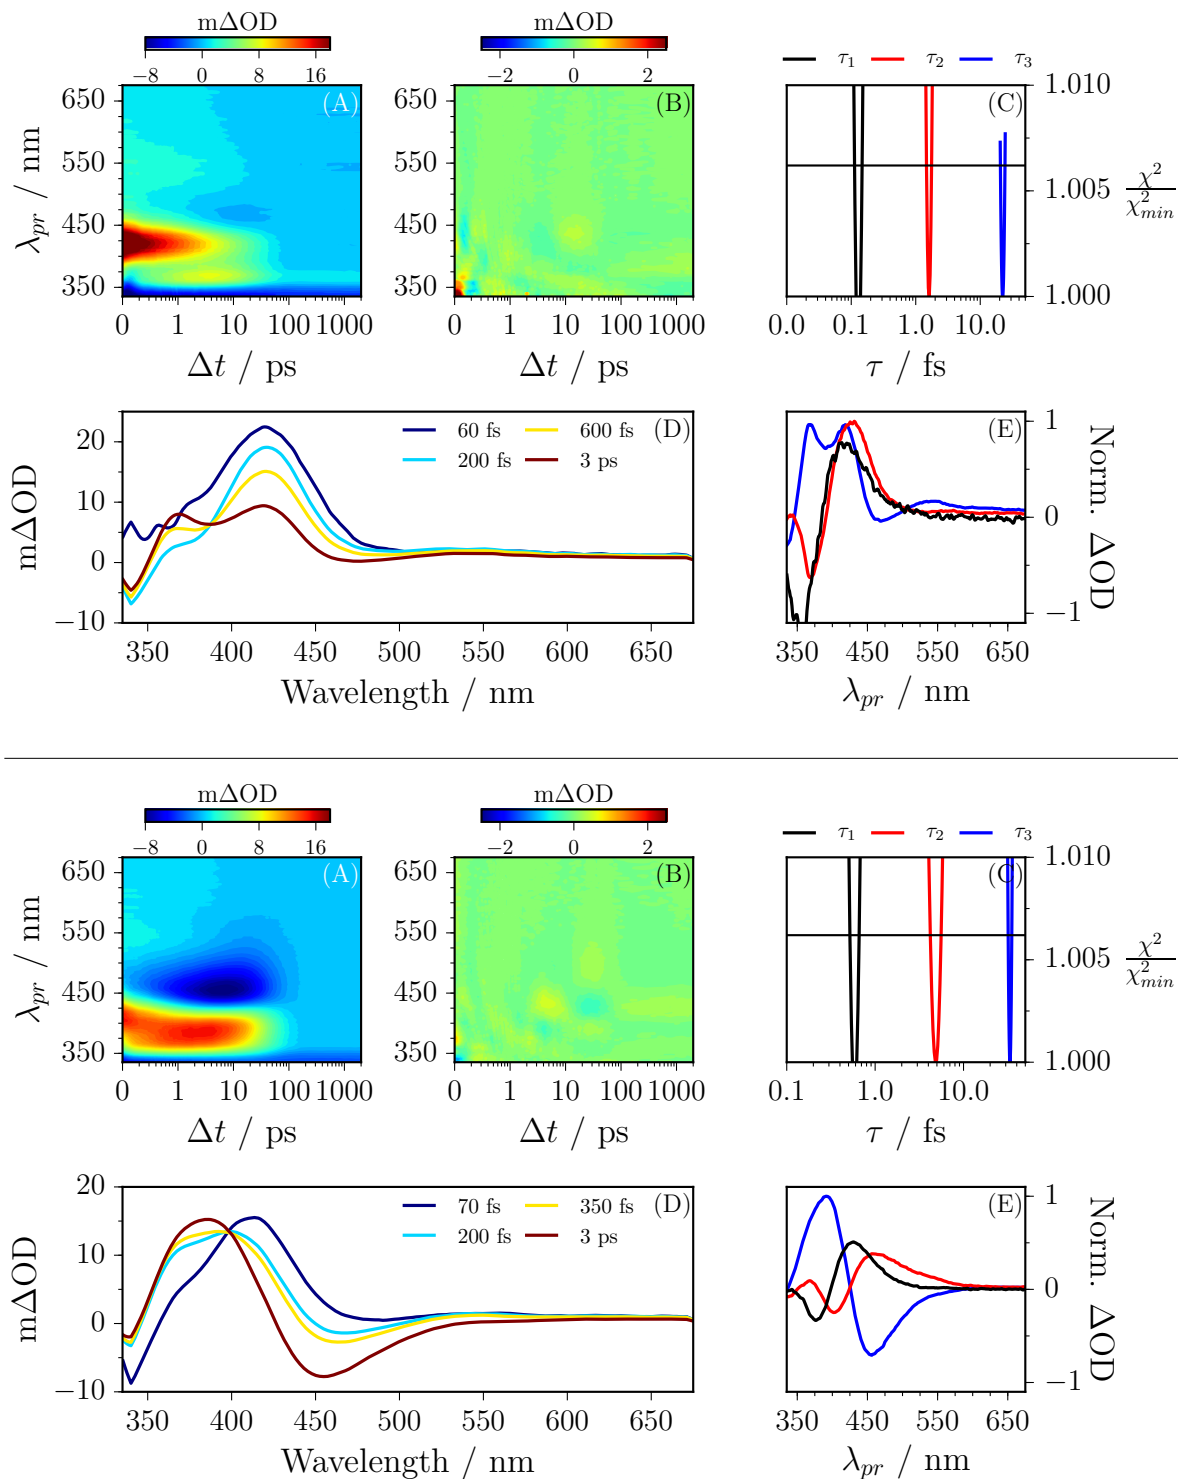 mΔOD
mΔOD
−8 0 8 16
−2 0 2
τ1 τ2 τ3
(A)
(B)
(C)
λpr / nm
650
550
450
350
650
550
450
350
1.010
1.005
1.000
χ²
χ²min
0 1 10 100 1000
0 1 10 100 1000
0.0 0.1 1.0 10.0
Δt / ps
Δt / ps
τ / fs
mΔOD
20
10
0
−10
60 fs 600 fs
200 fs 3 ps
(D)
(E)
1
0
−1
Norm. ΔOD
350 400 450 500 550 600 650
350 450 550 650
Wavelength / nm
λpr / nm
mΔOD
mΔOD
−8 0 8 16
−2 0 2
τ1 τ2 τ3
(A)
(B)
(C)
λpr / nm
650
550
450
350
650
550
450
350
1.010
1.005
1.000
χ²
χ²min
0 1 10 100 1000
0 1 10 100 1000
0.1 1.0 10.0
Δt / ps
Δt / ps
τ / fs
mΔOD
20
10
0
−10
70 fs 350 fs
200 fs 3 ps
(D)
(E)
1
0
−1
Norm. ΔOD
350 400 450 500 550 600 650
350 450 550 650
Wavelength / nm
λpr / nm